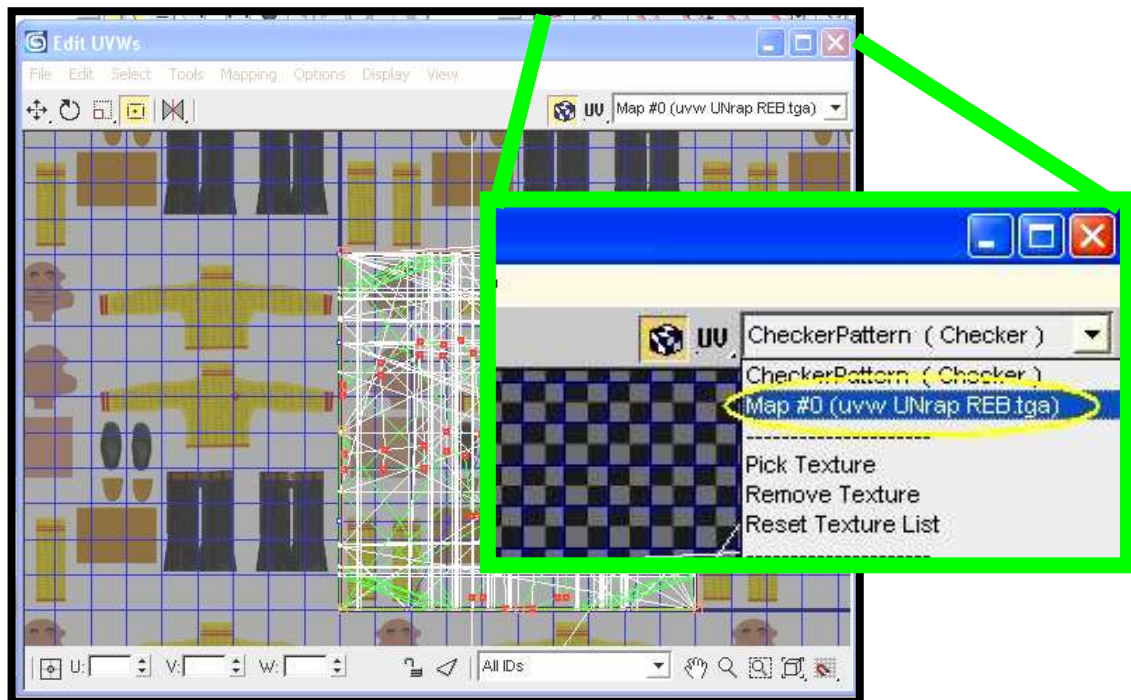 Edit UVWs
File Edit Select Tools Mapping Options Display View
UV Map #0 (uvw UNrap REB.tga)
UV CheckerPattern ( Checker )
CheckerPattern ( Checker )
Map #0 (uvw UNrap REB.tga)
--------------------
Pick Texture
Remove Texture
Reset Texture List
--------------------
U: V: W: All IDs